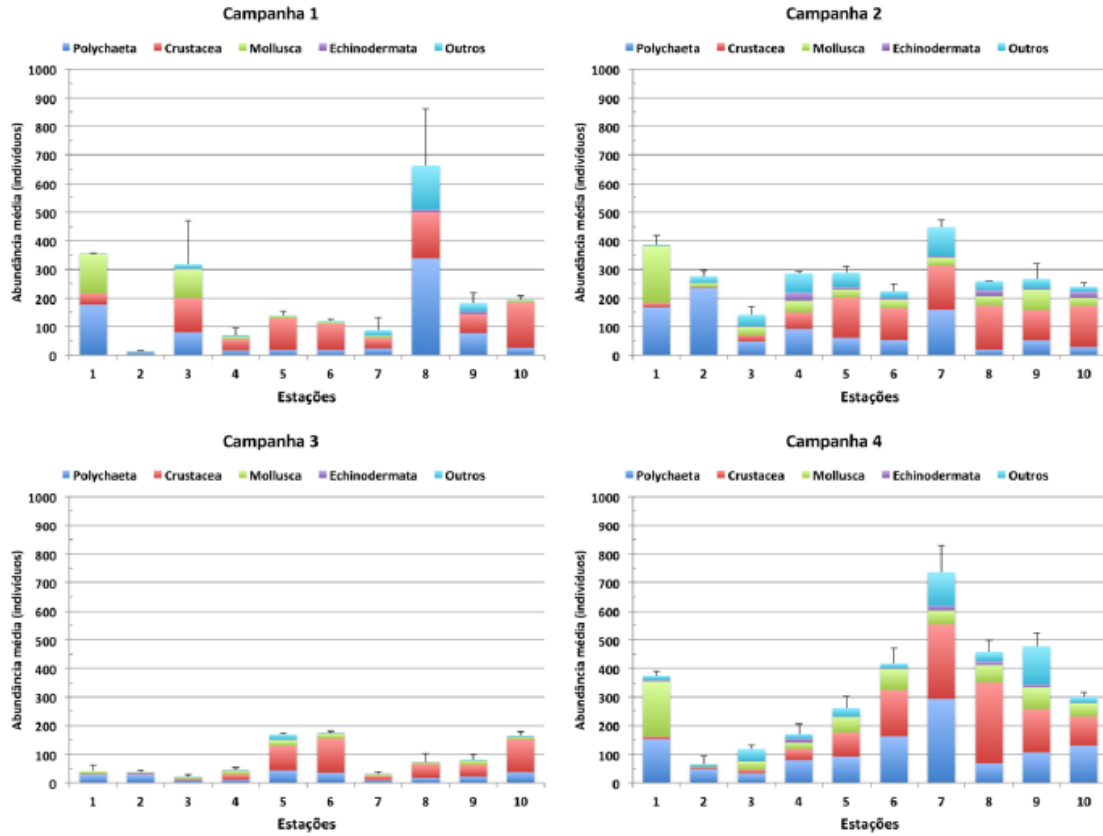 Campanha 1
Polychaeta Crustacea Mollusca Echinodermata Outros
Abundância média (indivíduos)
1000
900
800
700
600
500
400
300
200
100
0
1 2 3 4 5 6 7 8 9 10
Estações
Campanha 2
Polychaeta Crustacea Mollusca Echinodermata Outros
Abundância média (indivíduos)
1000
900
800
700
600
500
400
300
200
100
0
1 2 3 4 5 6 7 8 9 10
Estações
Campanha 3
Polychaeta Crustacea Mollusca Echinodermata Outros
Abundância média (indivíduos)
1000
900
800
700
600
500
400
300
200
100
0
1 2 3 4 5 6 7 8 9 10
Estações
Campanha 4
Polychaeta Crustacea Mollusca Echinodermata Outros
Abundância média (indivíduos)
1000
900
800
700
600
500
400
300
200
100
0
1 2 3 4 5 6 7 8 9 10
Estações